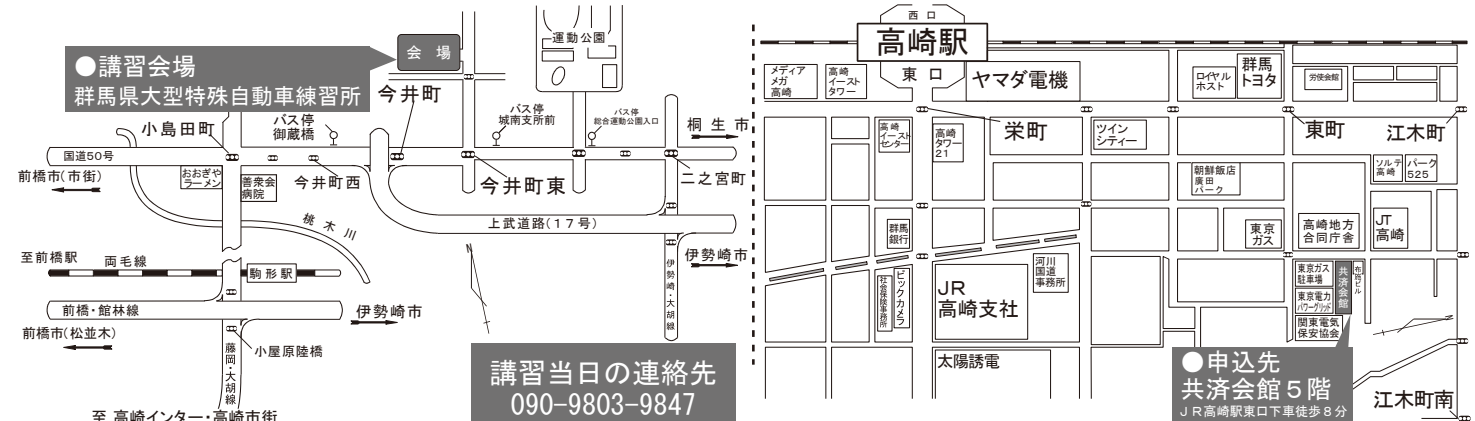 ●講習会場
群馬県大型特殊自動車練習所
会場
運動公園
今井町
小島田町
バス停
御蔵橋
バス停
城南支所前
バス停
総合運動公園入口
桐生市
国道50号
前橋市(市街)
おおぎや
ラーメン
善衆会
病院
今井町西
今井町東
二之宮町
桃木川
上武道路(17号)
至前橋駅
両毛線
駒形駅
N
伊勢崎市
伊勢崎・大胡線
前橋・館林線
伊勢崎市
前橋市(松並木)
小屋原陸橋
藤岡・大胡線
至 高崎インター・高崎市街
講習当日の連絡先
090-9803-9847
西口
高崎駅
東口
メディア
メガ
高崎
高崎
イースト
タワー
ヤマダ電機
ロイヤル
ホスト
群馬
トヨタ
労使会館
高崎
イースト
センター
高崎
タワー
21
栄町
ツイン
シティー
東町
江木町
朝鮮飯店
廣田
パーク
ソルテ
高崎
パーク
525
群馬
銀行
東京
ガス
高崎地方
合同庁舎
JT
高崎
社会保険事務所
ビックカメラ
JR
高崎支社
河川
国道
事務所
東京ガス
駐車場
共済会館
東京電力
パワーグリッド
関東電気
保安協会
N
太陽誘電
●申込先
共済会館5階
JR高崎駅東口下車徒歩8分
江木町南